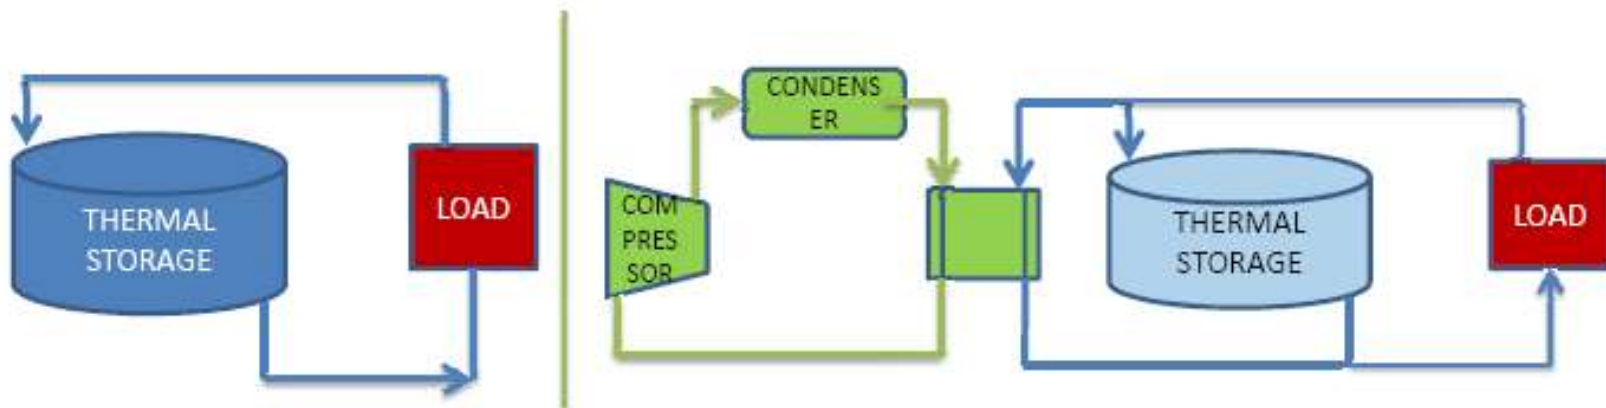 THERMAL
STORAGE
LOAD
CONDENS
ER
COM
PRES
SOR
THERMAL
STORAGE
LOAD